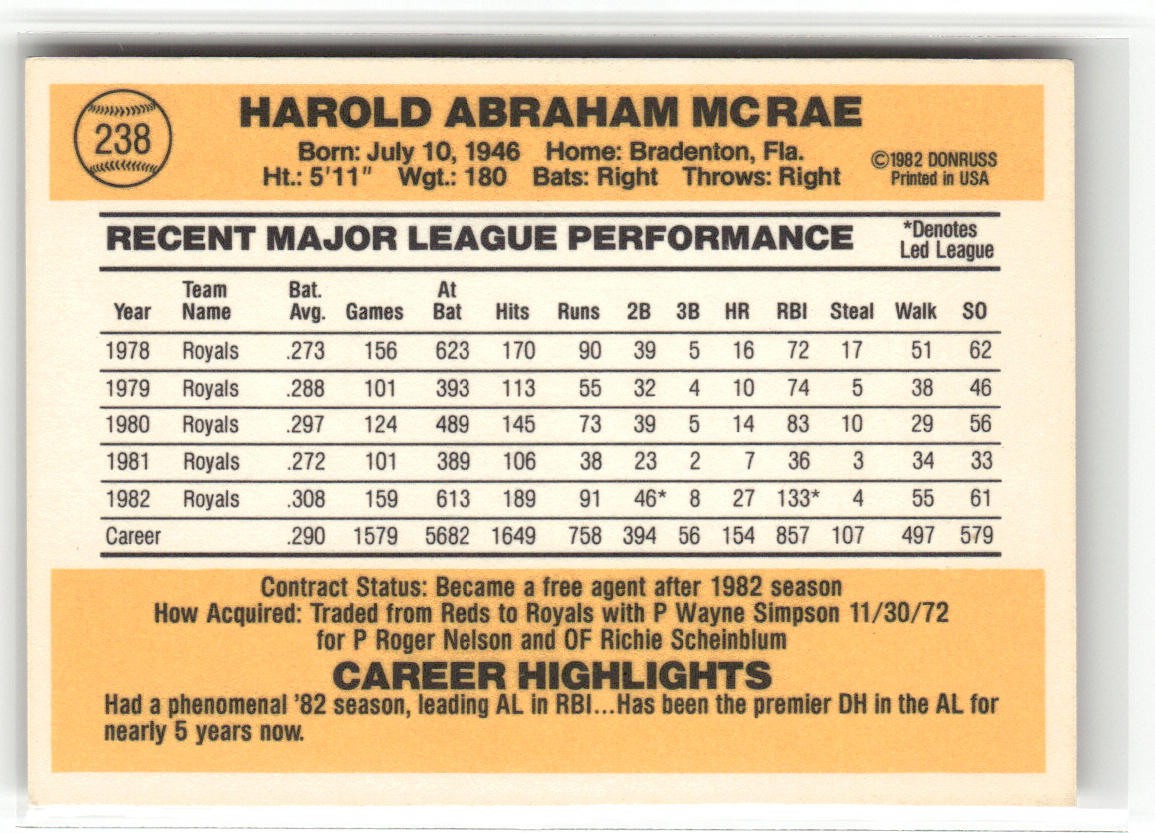 238
HAROLD ABRAHAM MCRAE
Born: July 10, 1946 Home: Bradenton, Fla.
Ht.: 5'11" Wgt.: 180 Bats: Right Throws: Right
©1982 DONRUSS
Printed in USA
RECENT MAJOR LEAGUE PERFORMANCE
*Denotes
Led League
Year Team Name Bat. Avg. Games At Bat Hits Runs 2B 3B HR RBI Steal Walk SO
1978 Royals .273 156 623 170 90 39 5 16 72 17 51 62
1979 Royals .288 101 393 113 55 32 4 10 74 5 38 46
1980 Royals .297 124 489 145 73 39 5 14 83 10 29 56
1981 Royals .272 101 389 106 38 23 2 7 36 3 34 33
1982 Royals .308 159 613 189 91 46* 8 27 133* 4 55 61
Career .290 1579 5682 1649 758 394 56 154 857 107 497 579
Contract Status: Became a free agent after 1982 season
How Acquired: Traded from Reds to Royals with P Wayne Simpson 11/30/72
for P Roger Nelson and OF Richie Scheinblum
CAREER HIGHLIGHTS
Had a phenomenal '82 season, leading AL in RBI...Has been the premier DH in the AL for
nearly 5 years now.